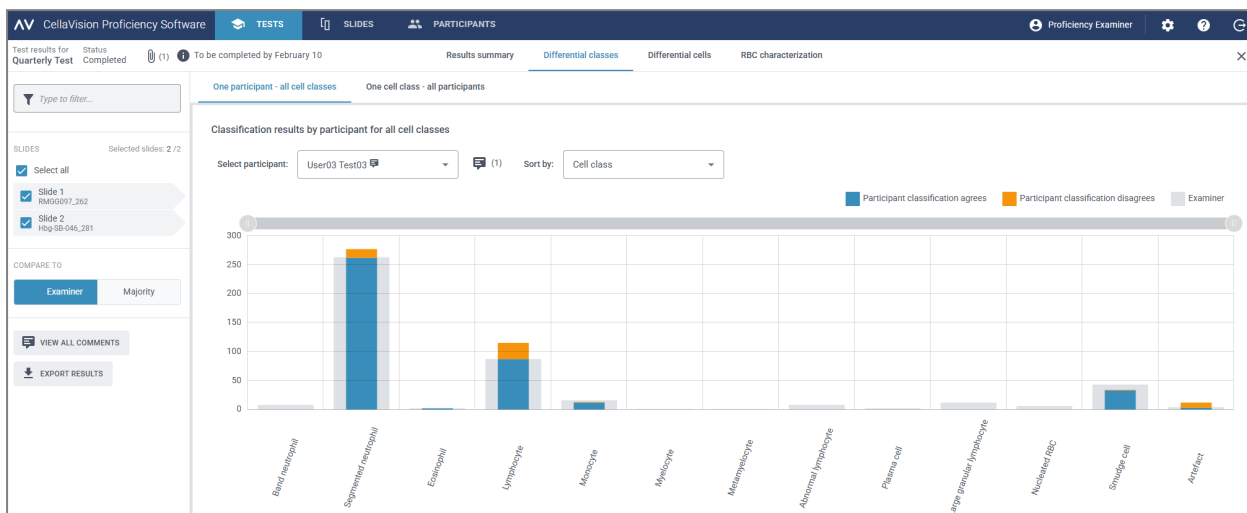 CellaVision Proficiency Software
TESTS
SLIDES
PARTICIPANTS
Proficiency Examiner
Test results for
Quarterly Test
Status
Completed
(1)
To be completed by February 10
Results summary
Differential classes
Differential cells
RBC characterization
Type to filter...
SLIDES
Selected slides: 2 /2
Select all
Slide 1
RMGG097_262
Slide 2
Hbg-SB-046_281
COMPARE TO
Examiner
Majority
VIEW ALL COMMENTS
EXPORT RESULTS
One participant - all cell classes
One cell class - all participants
Classification results by participant for all cell classes
Select participant:
User03 Test03
(1)
Sort by:
Cell class
Participant classification agrees
Participant classification disagrees
Examiner
300
250
200
150
100
50
0
Band neutrophil
Segmented neutrophil
Eosinophil
Lymphocyte
Monocyte
Myelocyte
Metamyelocyte
Abnormal lymphocyte
Plasma cell
arge granular lymphocyte
Nucleated RBC
Smudge cell
Artefact